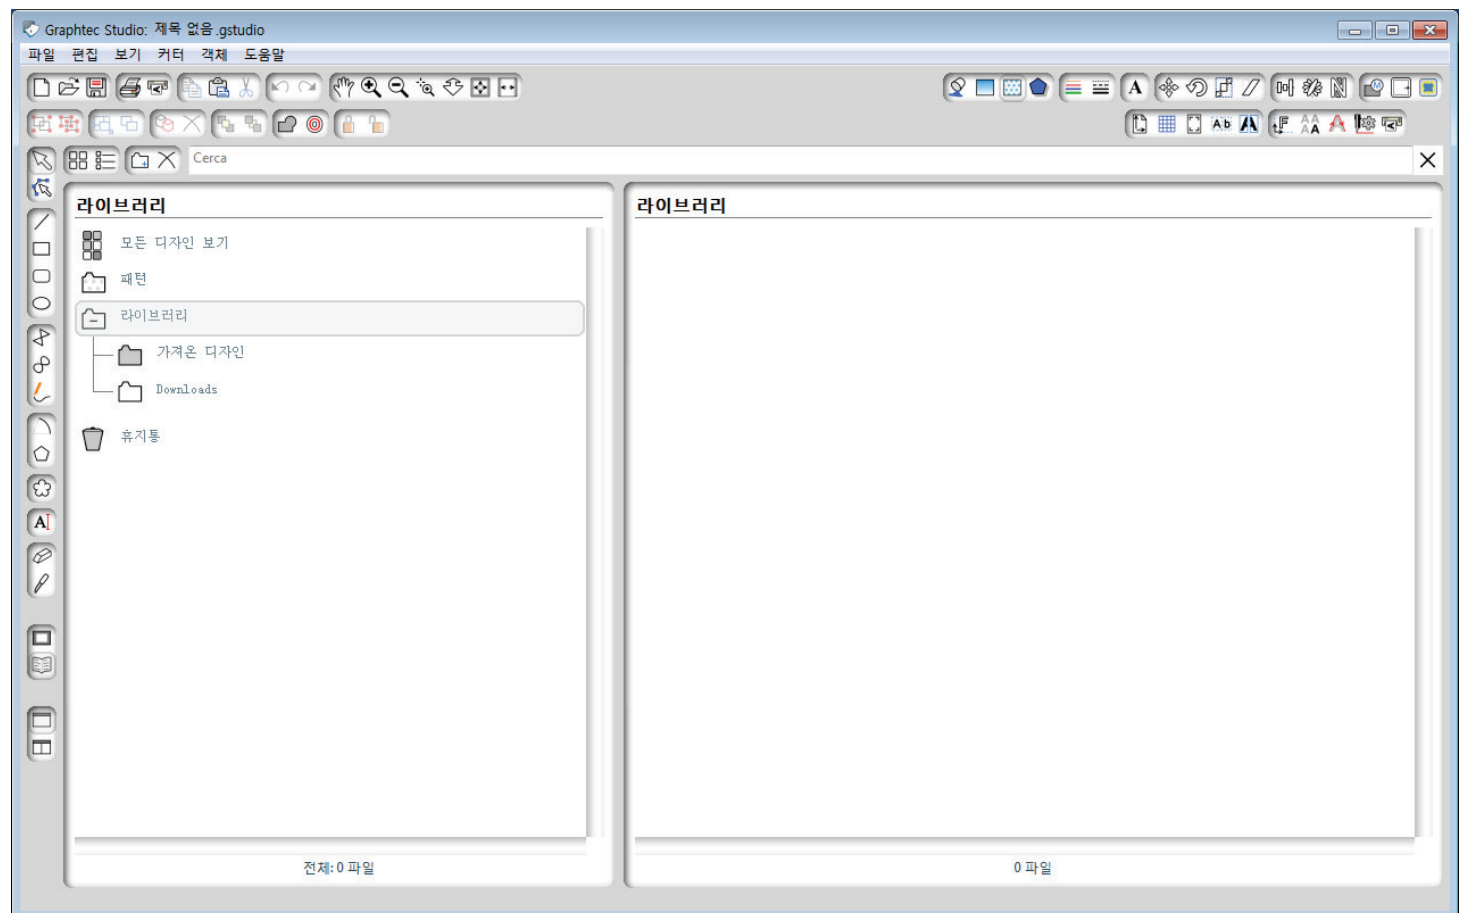 Graphtec Studio: 제목 없음.gstudio
파일 편집 보기 커터 객체 도움말
Cerca
라이브러리
모든 디자인 보기
패턴
라이브러리
가져온 디자인
Downloads
휴지통
전체: 0 파일
라이브러리
0 파일